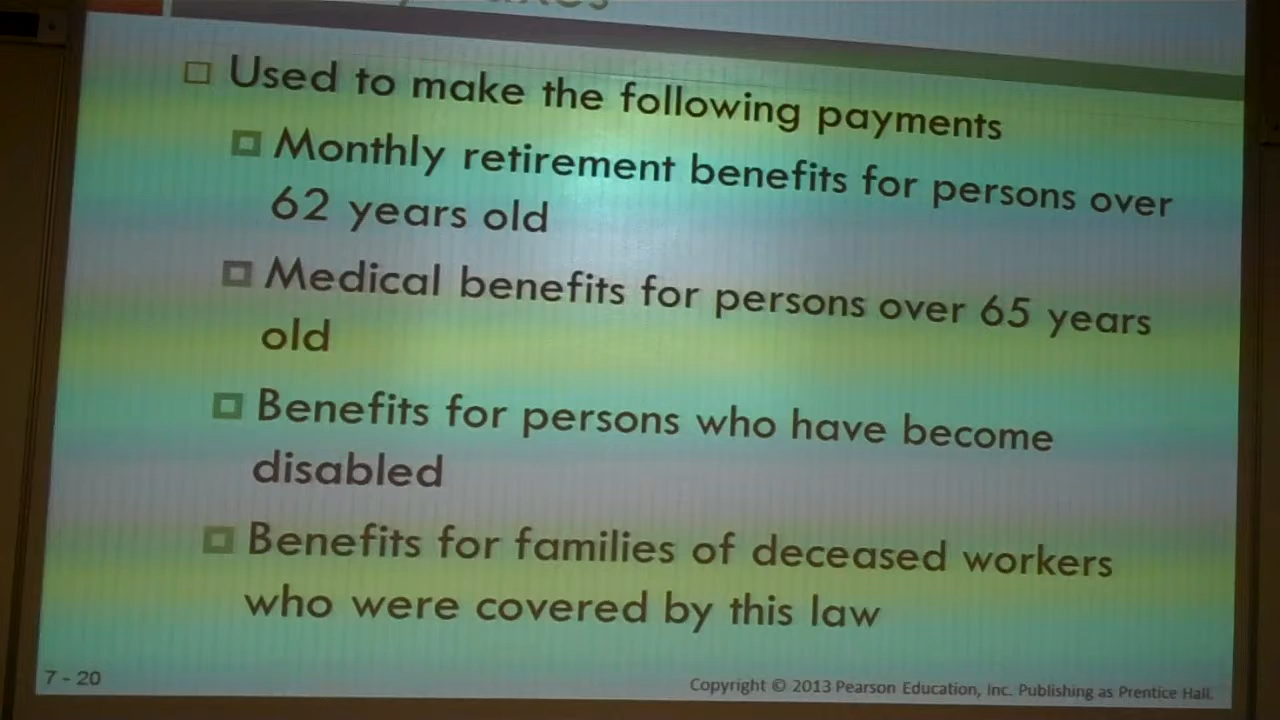 Used to make the following payments
Monthly retirement benefits for persons over
62 years old
Medical benefits for persons over 65 years
old
Benefits for persons who have become
disabled
Benefits for families of deceased workers
who were covered by this law
7 - 20
Copyright © 2013 Pearson Education, Inc. Publishing as Prentice Hall.